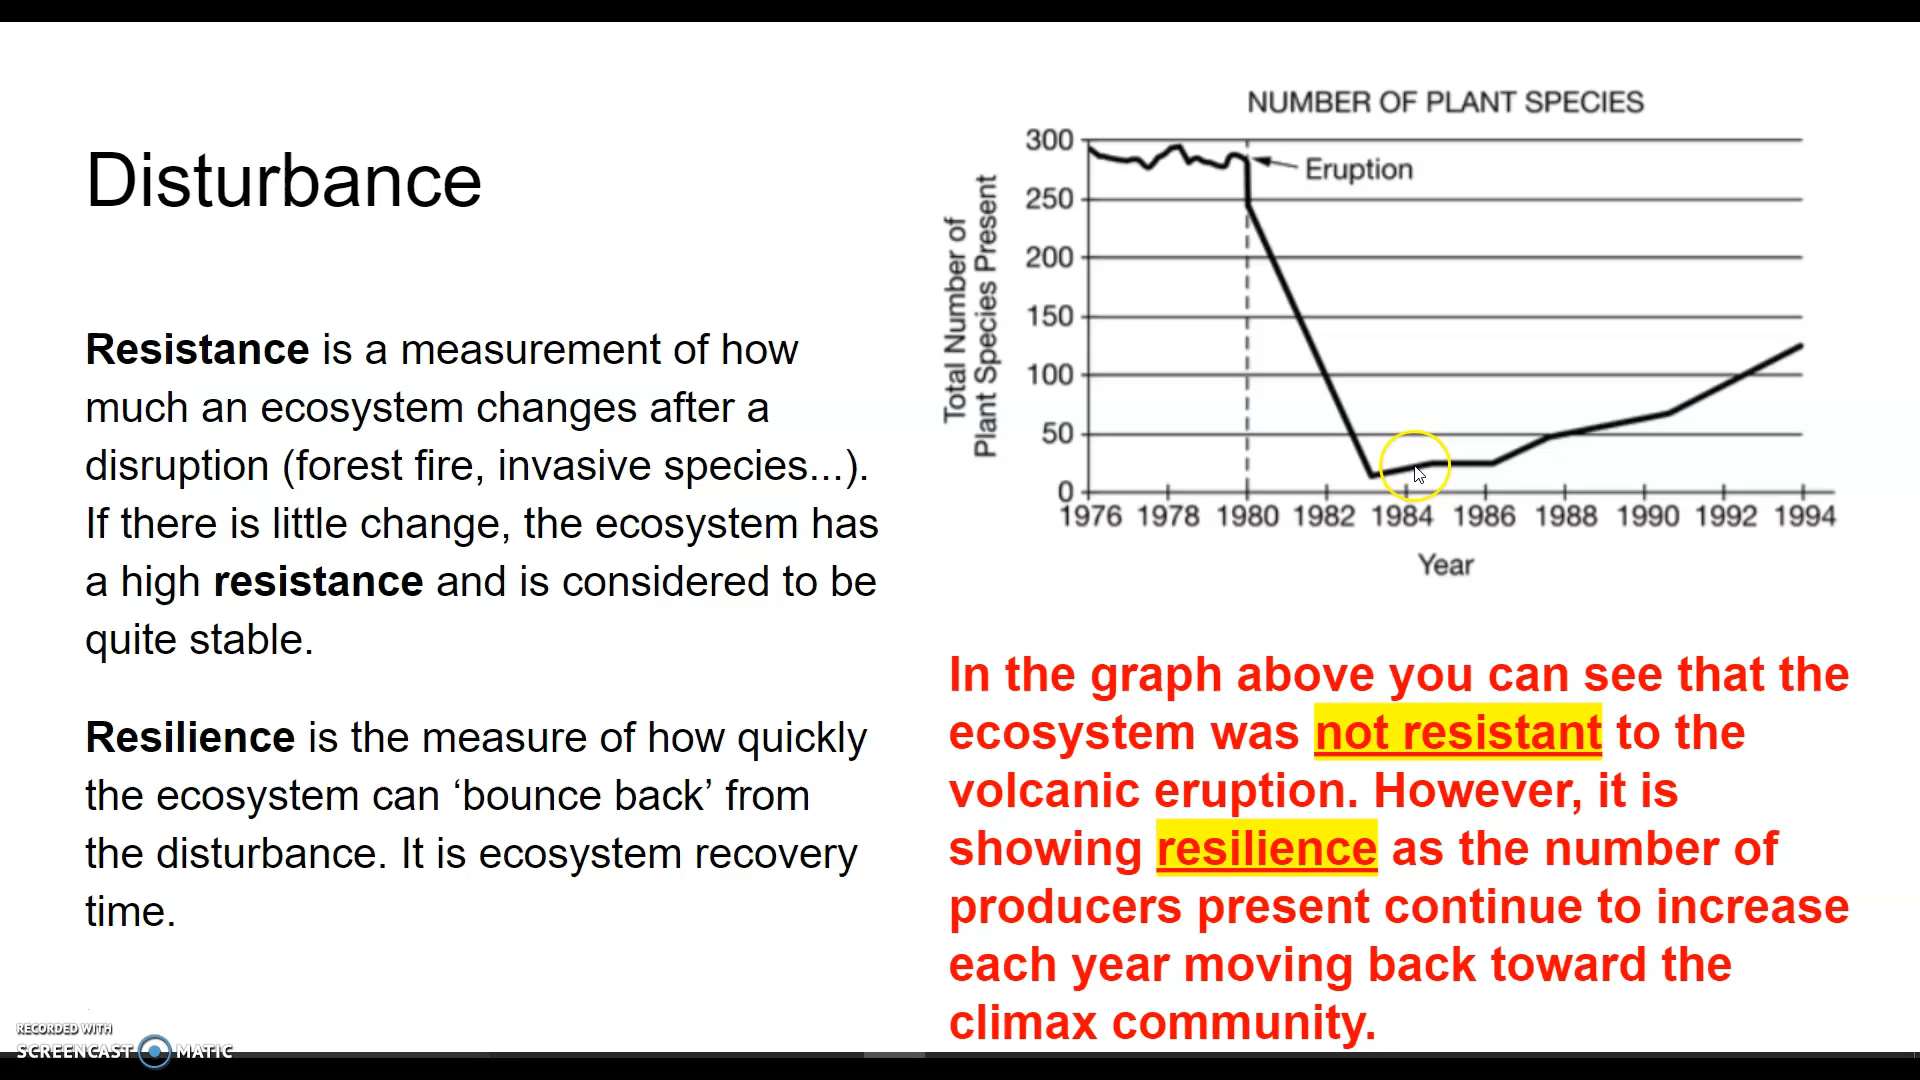 Disturbance
Resistance is a measurement of how
much an ecosystem changes after a
disruption (forest fire, invasive species...).
If there is little change, the ecosystem has
a high resistance and is considered to be
quite stable.
Resilience is the measure of how quickly
the ecosystem can ‘bounce back’ from
the disturbance. It is ecosystem recovery
time.
NUMBER OF PLANT SPECIES
Total Number of
Plant Species Present
300
250
200
150
100
50
0
Eruption
1976 1978 1980 1982 1984 1986 1988 1990 1992 1994
Year
In the graph above you can see that the
ecosystem was not resistant to the
volcanic eruption. However, it is
showing resilience as the number of
producers present continue to increase
each year moving back toward the
climax community.
RECORDED WITH
SCREENCAST MATIC